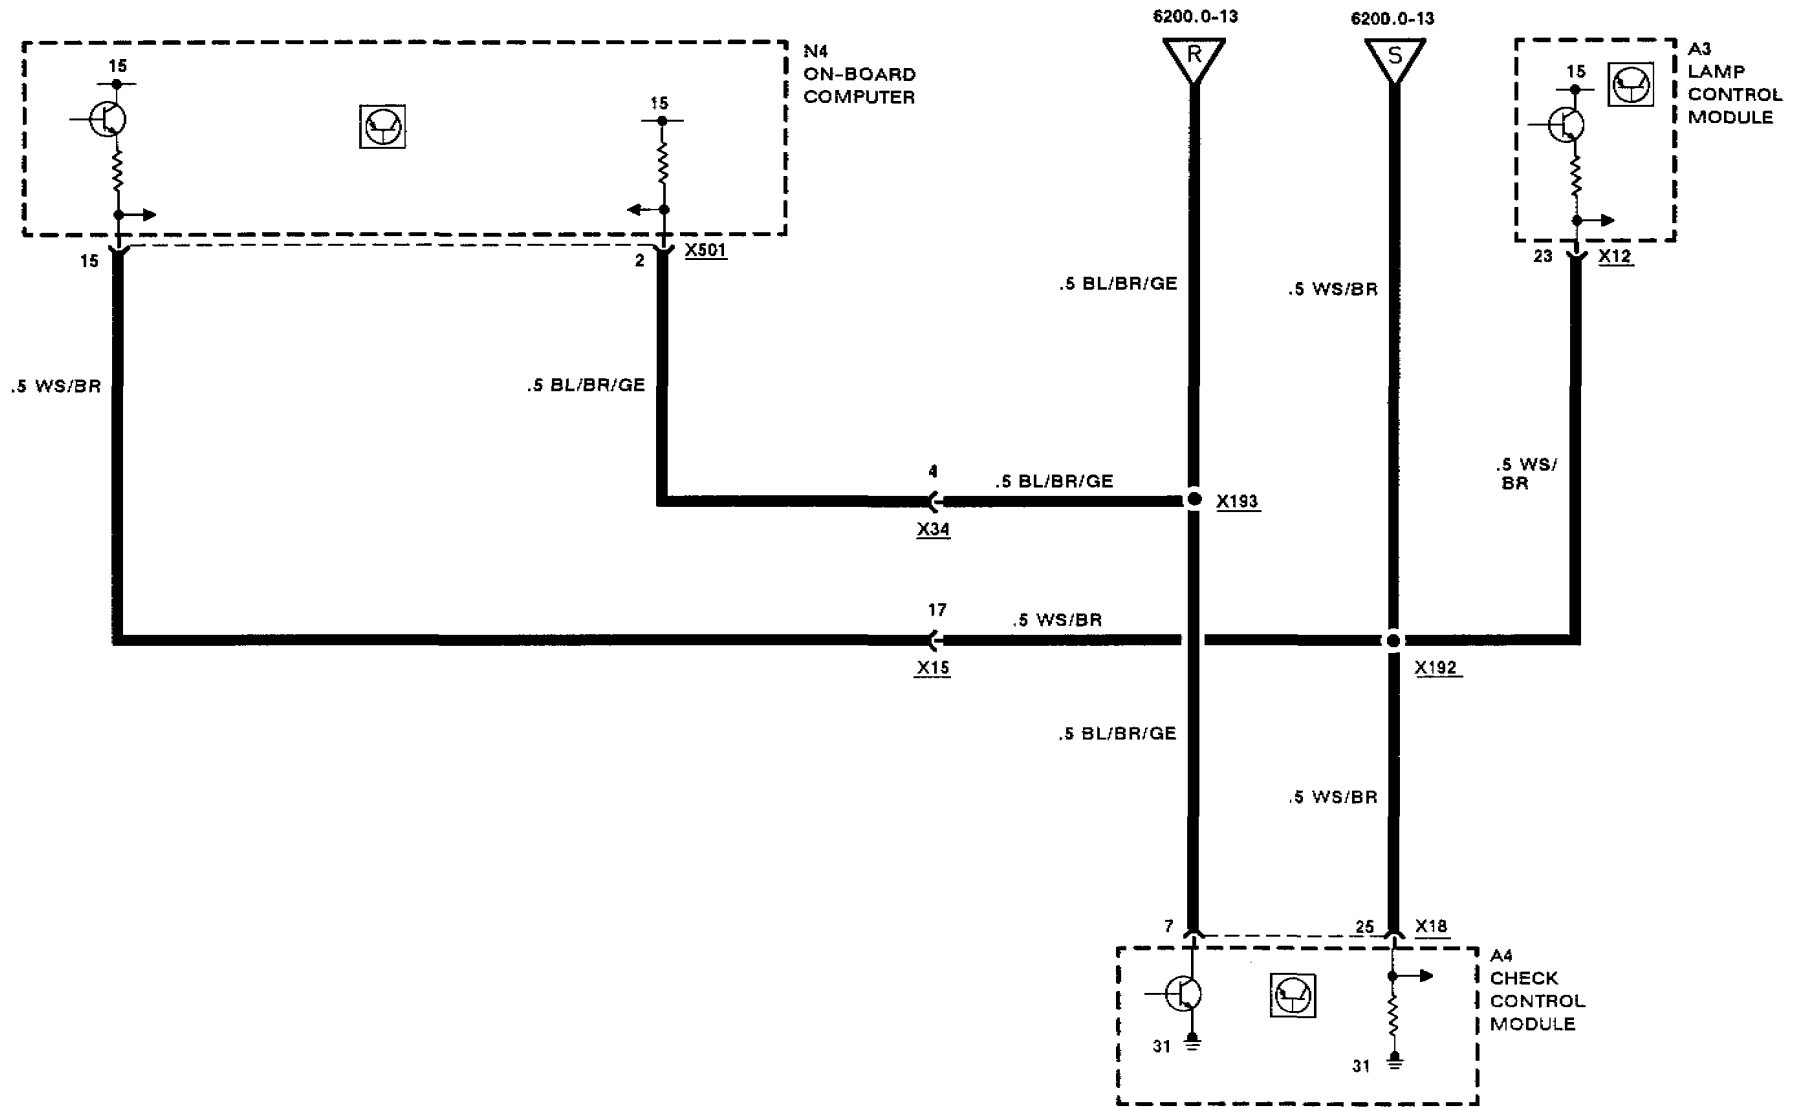 6200.0-13
6200.0-13
R
S
N4
ON-BOARD
COMPUTER
15
15
A3
LAMP
CONTROL
MODULE
15
15
2
X501
23
X12
.5 BL/BR/GE
.5 WS/BR
.5 WS/BR
.5 BL/BR/GE
4
.5 BL/BR/GE
X34
X193
.5 WS/
BR
17
.5 WS/BR
X15
X192
.5 BL/BR/GE
.5 WS/BR
7
25
X18
A4
CHECK
CONTROL
MODULE
31
31